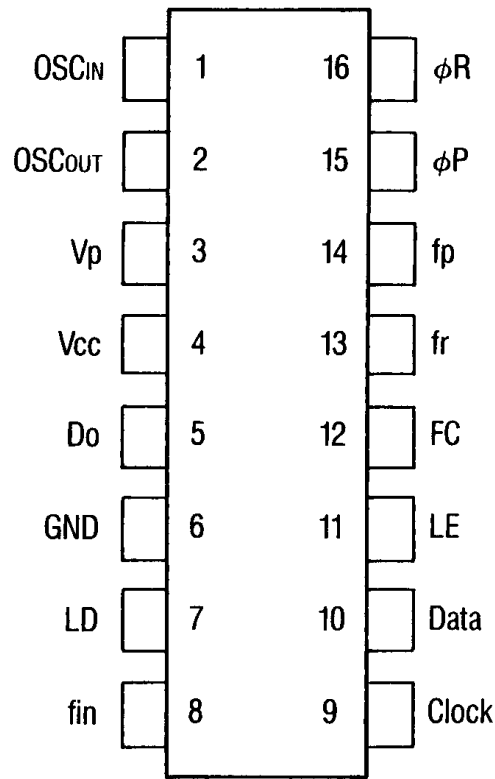 OSCIN 1 16 ϕR
OSCOUT 2 15 ϕP
Vp 3 14 fp
Vcc 4 13 fr
Do 5 12 FC
GND 6 11 LE
LD 7 10 Data
fin 8 9 Clock